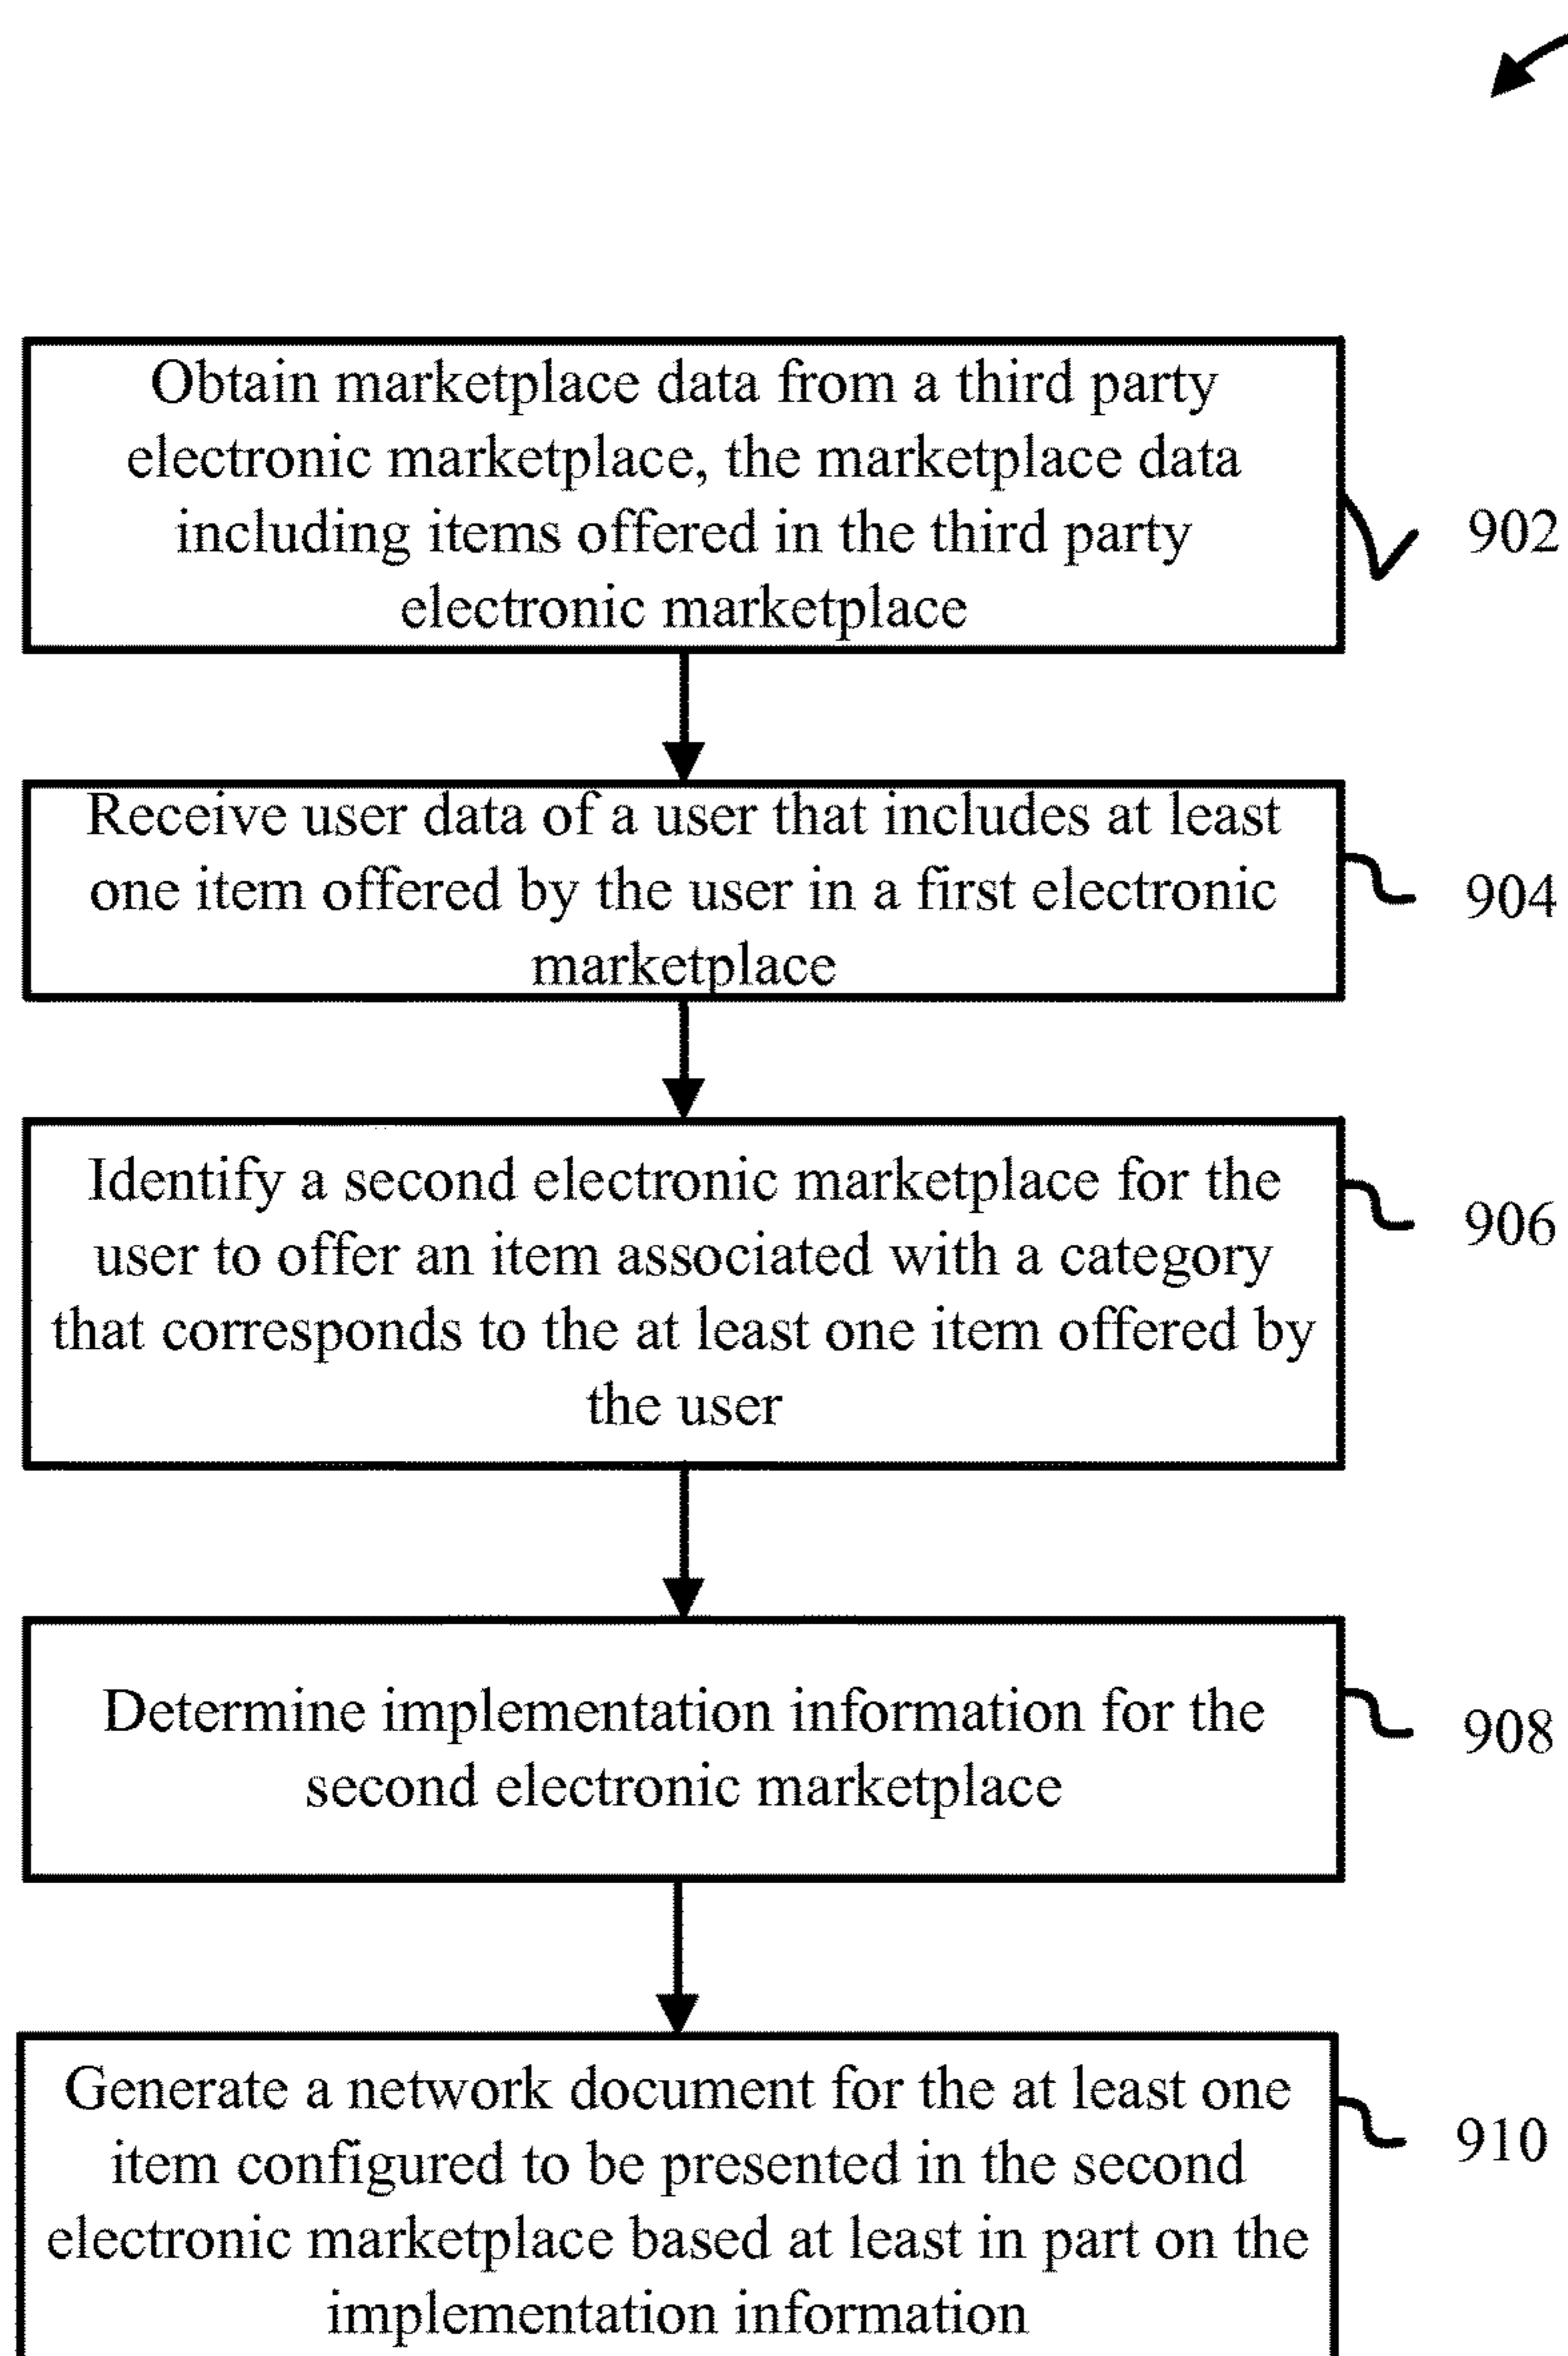 Obtain marketplace data from a third party
electronic marketplace, the marketplace data
including items offered in the third party
electronic marketplace
902
Receive user data of a user that includes at least
one item offered by the user in a first electronic
marketplace
904
Identify a second electronic marketplace for the
user to offer an item associated with a category
that corresponds to the at least one item offered by
the user
906
Determine implementation information for the
second electronic marketplace
908
Generate a network document for the at least one
item configured to be presented in the second
electronic marketplace based at least in part on the
implementation information
910